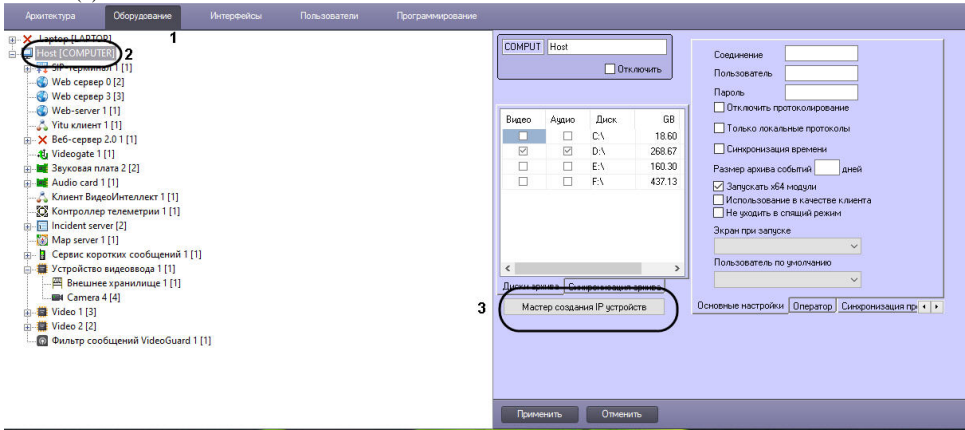 Архитектура Оборудование Интерфейсы Пользователи Программирование
1
Laptop [LAPTOP]
Host [COMPUTER]
2
SIP-терминал 1 [1]
Web сервер 0 [2]
Web сервер 3 [3]
Web-server 1 [1]
Yitu клиент 1 [1]
Веб-сервер 2.0 1 [1]
Videogate 1 [1]
Звуковая плата 2 [2]
Audio card 1 [1]
Клиент ВидеоИнтеллект 1 [1]
Контроллер телеметрии 1 [1]
Incident server [2]
Map server 1 [1]
Сервис коротких сообщений 1 [1]
Устройство видеоввода 1 [1]
Внешнее хранилище 1 [1]
Camera 4 [4]
Video 1 [3]
Video 2 [2]
Фильтр сообщений VideoGuard 1 [1]
COMPUT Host
Отключить
Видео Аудио Диск GB
C:\ 18.60
D:\ 268.67
E:\ 160.30
F:\ 437.13
Диски архива Синхронизация архива
3
Мастер создания IP устройств
Соединение
Пользователь
Пароль
Отключить протоколирование
Только локальные протоколы
Синхронизация времени
Размер архива событий дней
Запускать x64 модули
Использование в качестве клиента
Не уходить в спящий режим
Экран при запуске
Пользователь по умолчанию
Основные настройки Оператор Синхронизация пр
Применить Отменить